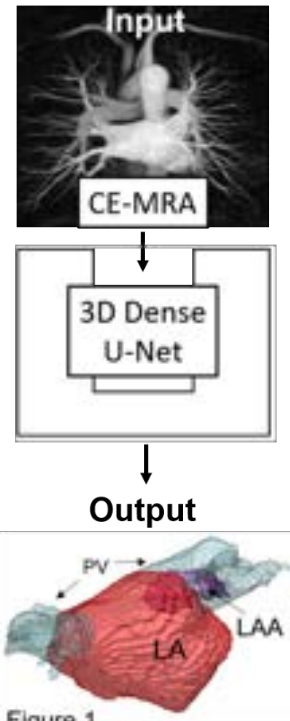 Input
CE-MRA
3D Dense
U-Net
Output
PV
LAA
LA
Figure 1